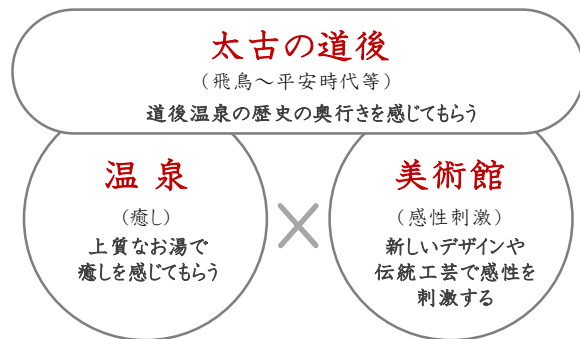 太古の道後
（飛鳥～平安時代等）
道後温泉の歴史の奥行きを感じてもらう
温泉
（癒し）
上質なお湯で
癒しを感じてもらう
×
美術館
（感性刺激）
新しいデザインや
伝統工芸で感性を
刺激する